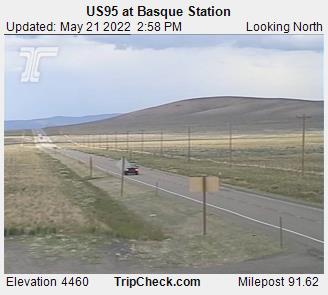 US95 at Basque Station
Updated: May 21 2022 2:58 PM Looking North
Elevation 4460 TripCheck.com Milepost 91.62